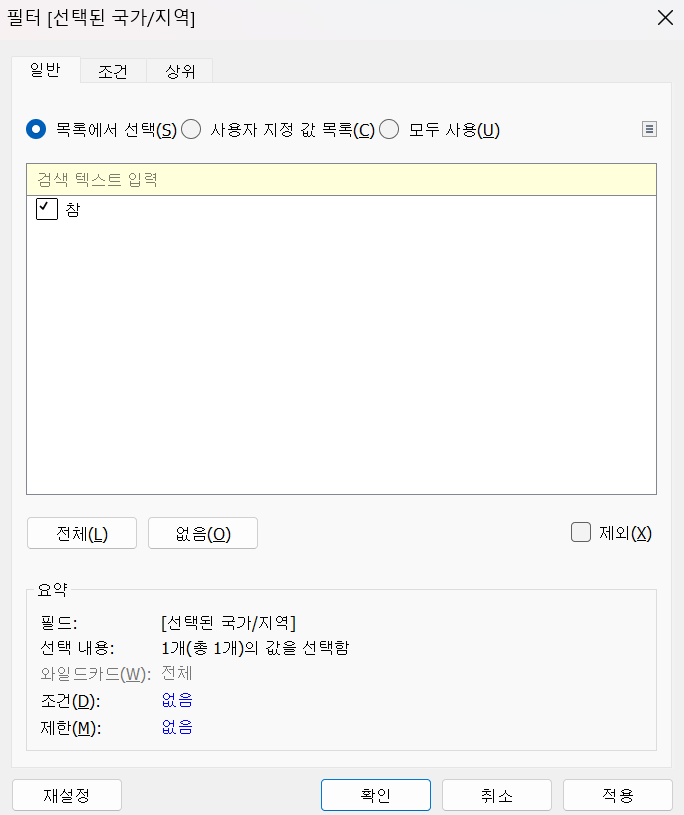 필터 [선택된 국가/지역]
일반 조건 상위
목록에서 선택(S) 사용자 지정 값 목록(C) 모두 사용(U)
검색 텍스트 입력
참
전체(L) 없음(O) 제외(X)
요약
필드: [선택된 국가/지역]
선택 내용: 1개(총 1개)의 값을 선택함
와일드카드(W): 전체
조건(D): 없음
제한(M): 없음
재설정 확인 취소 적용